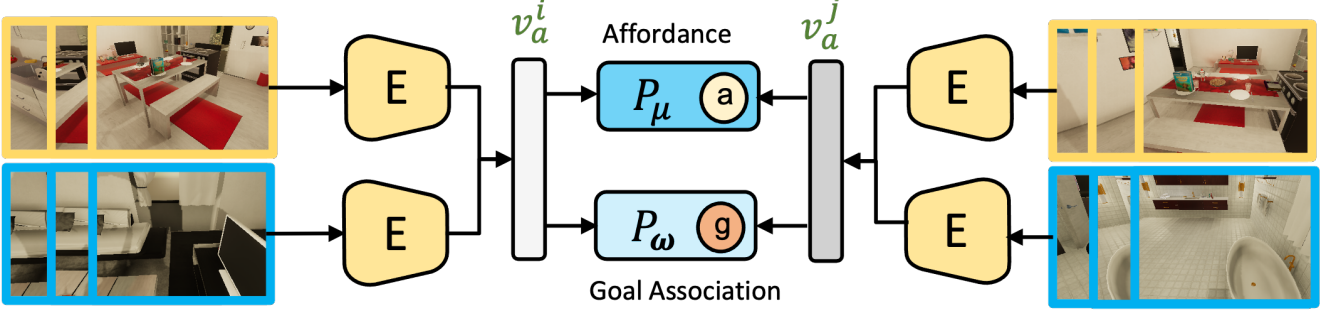 v_a^i
Affordance
v_a^j
E
P_μ a
E
E
P_ω g
E
Goal Association